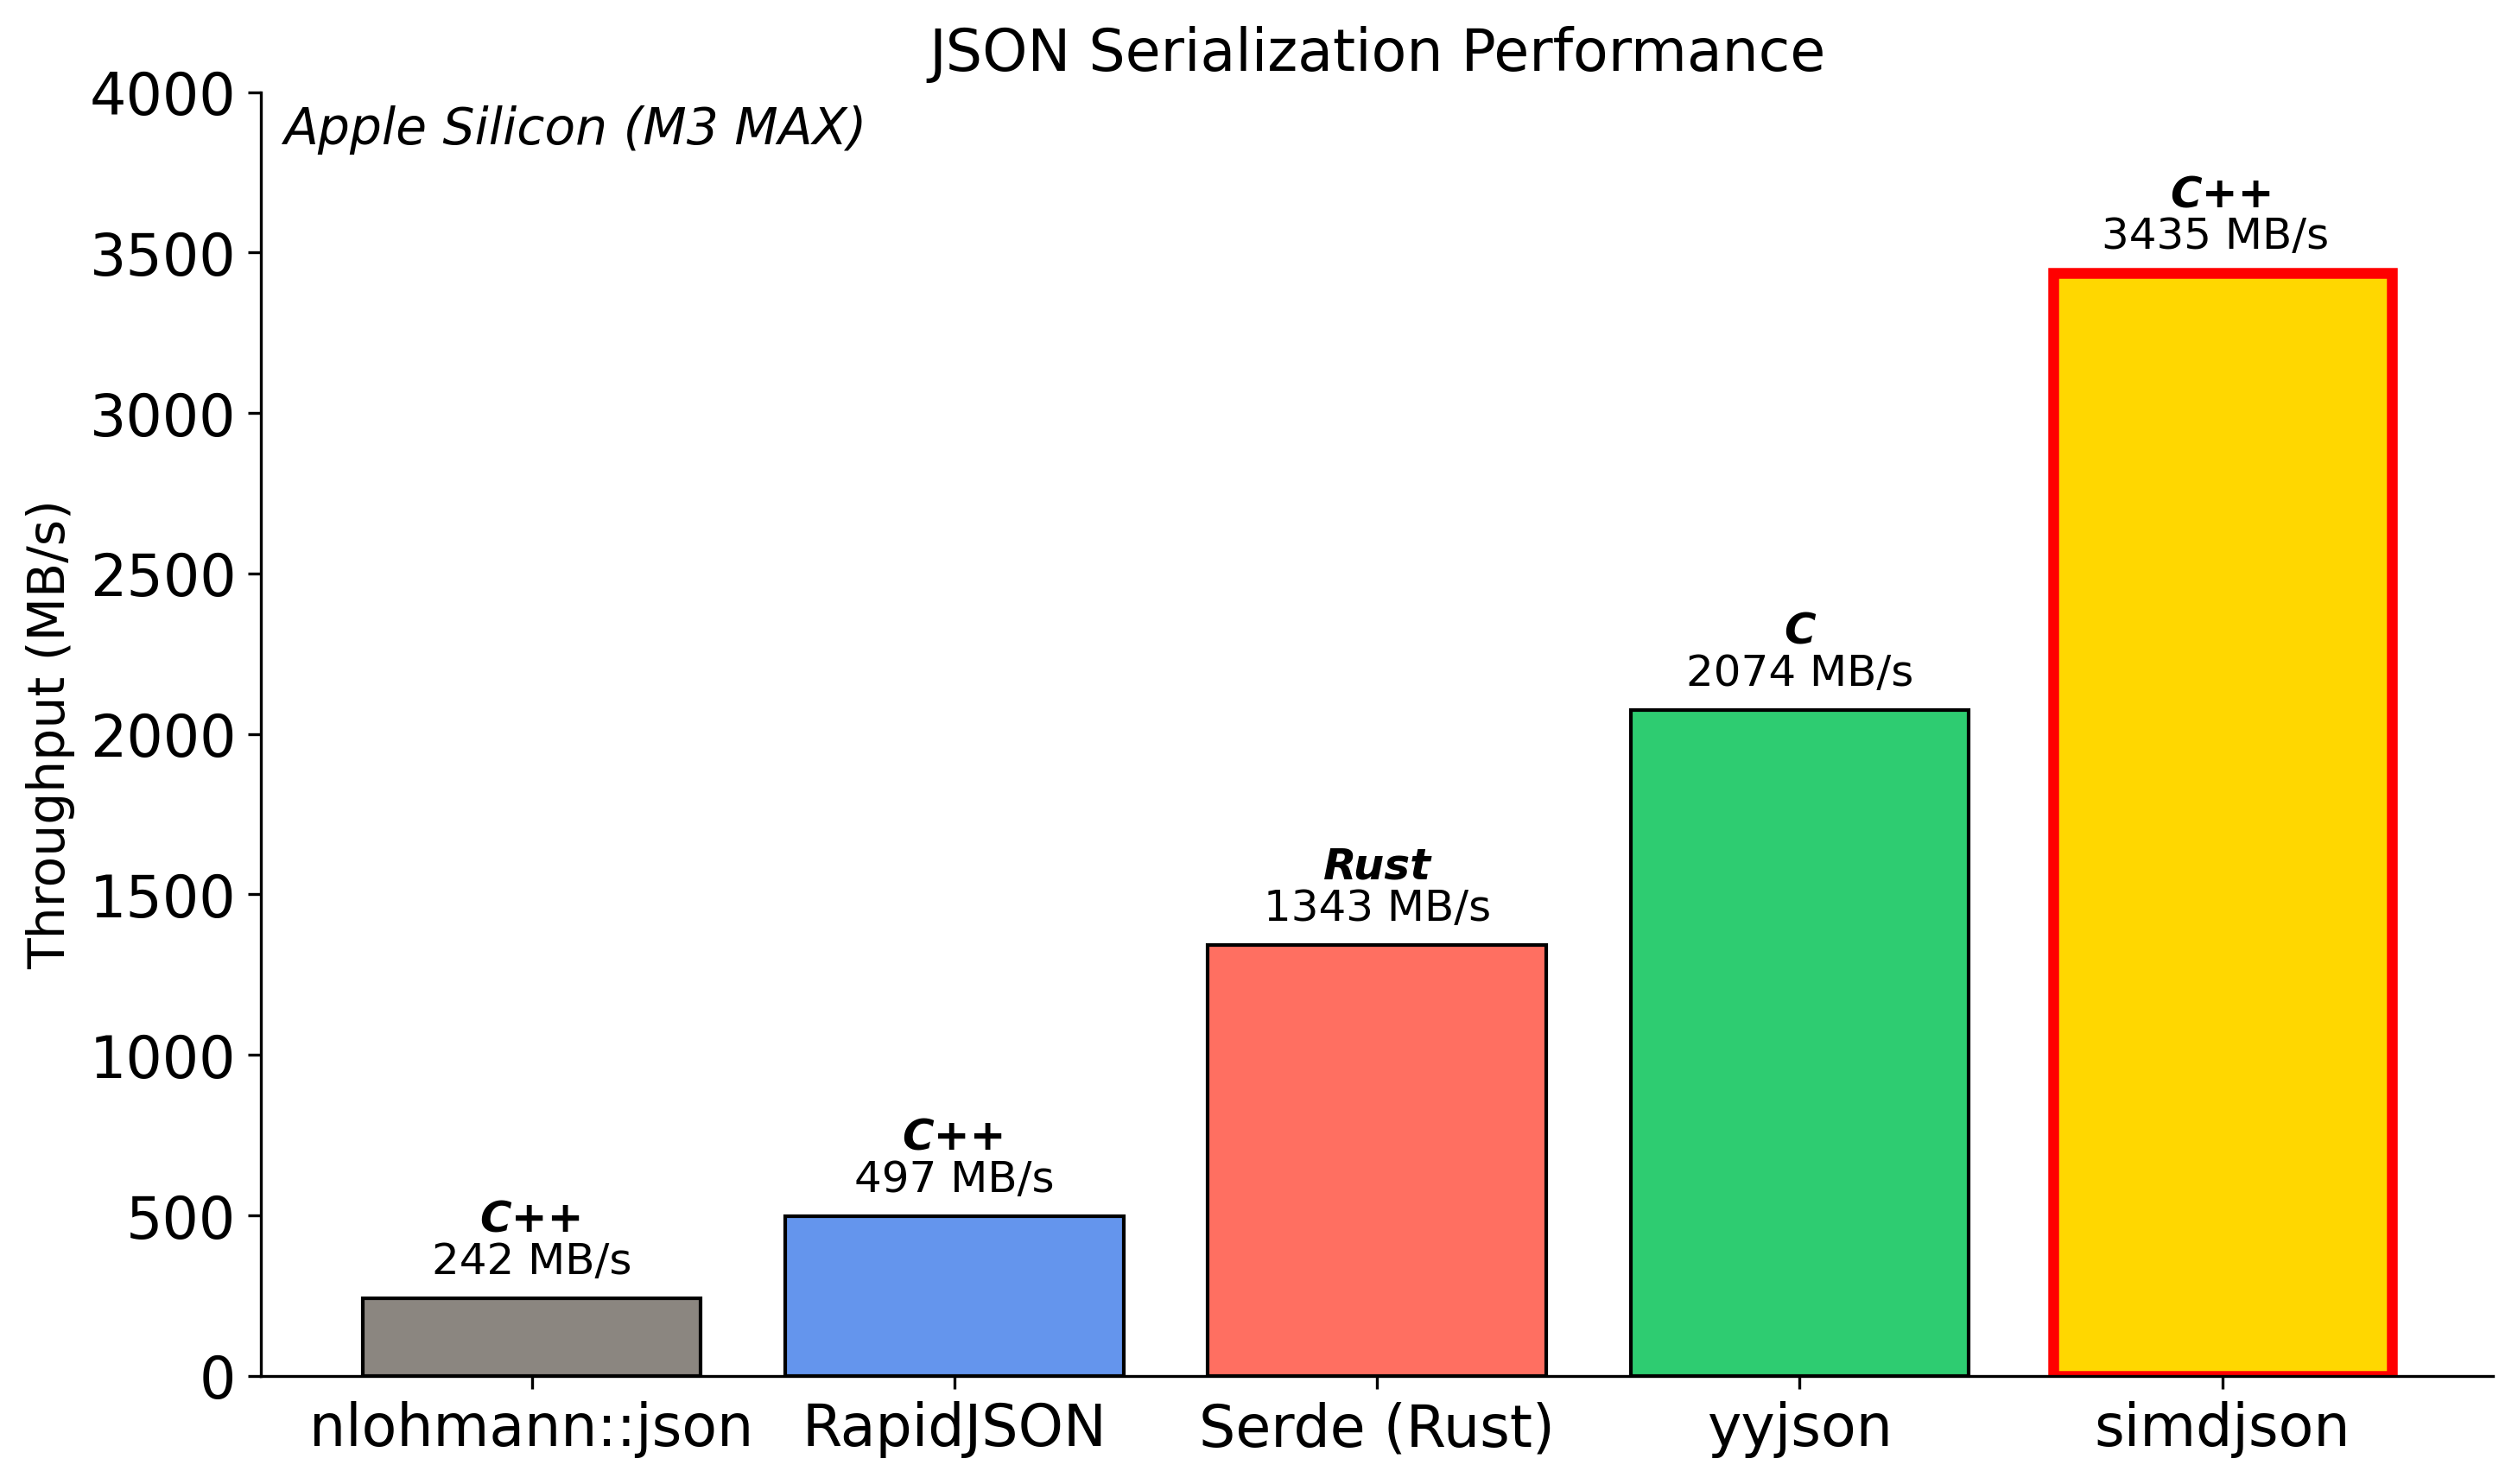 JSON Serialization Performance
Apple Silicon (M3 MAX)
Throughput (MB/s)
4000
3500
3000
2500
2000
1500
1000
500
0
C++
242 MB/s
C++
497 MB/s
Rust
1343 MB/s
C
2074 MB/s
C++
3435 MB/s
nlohmann::json
RapidJSON
Serde (Rust)
yyjson
simdjson